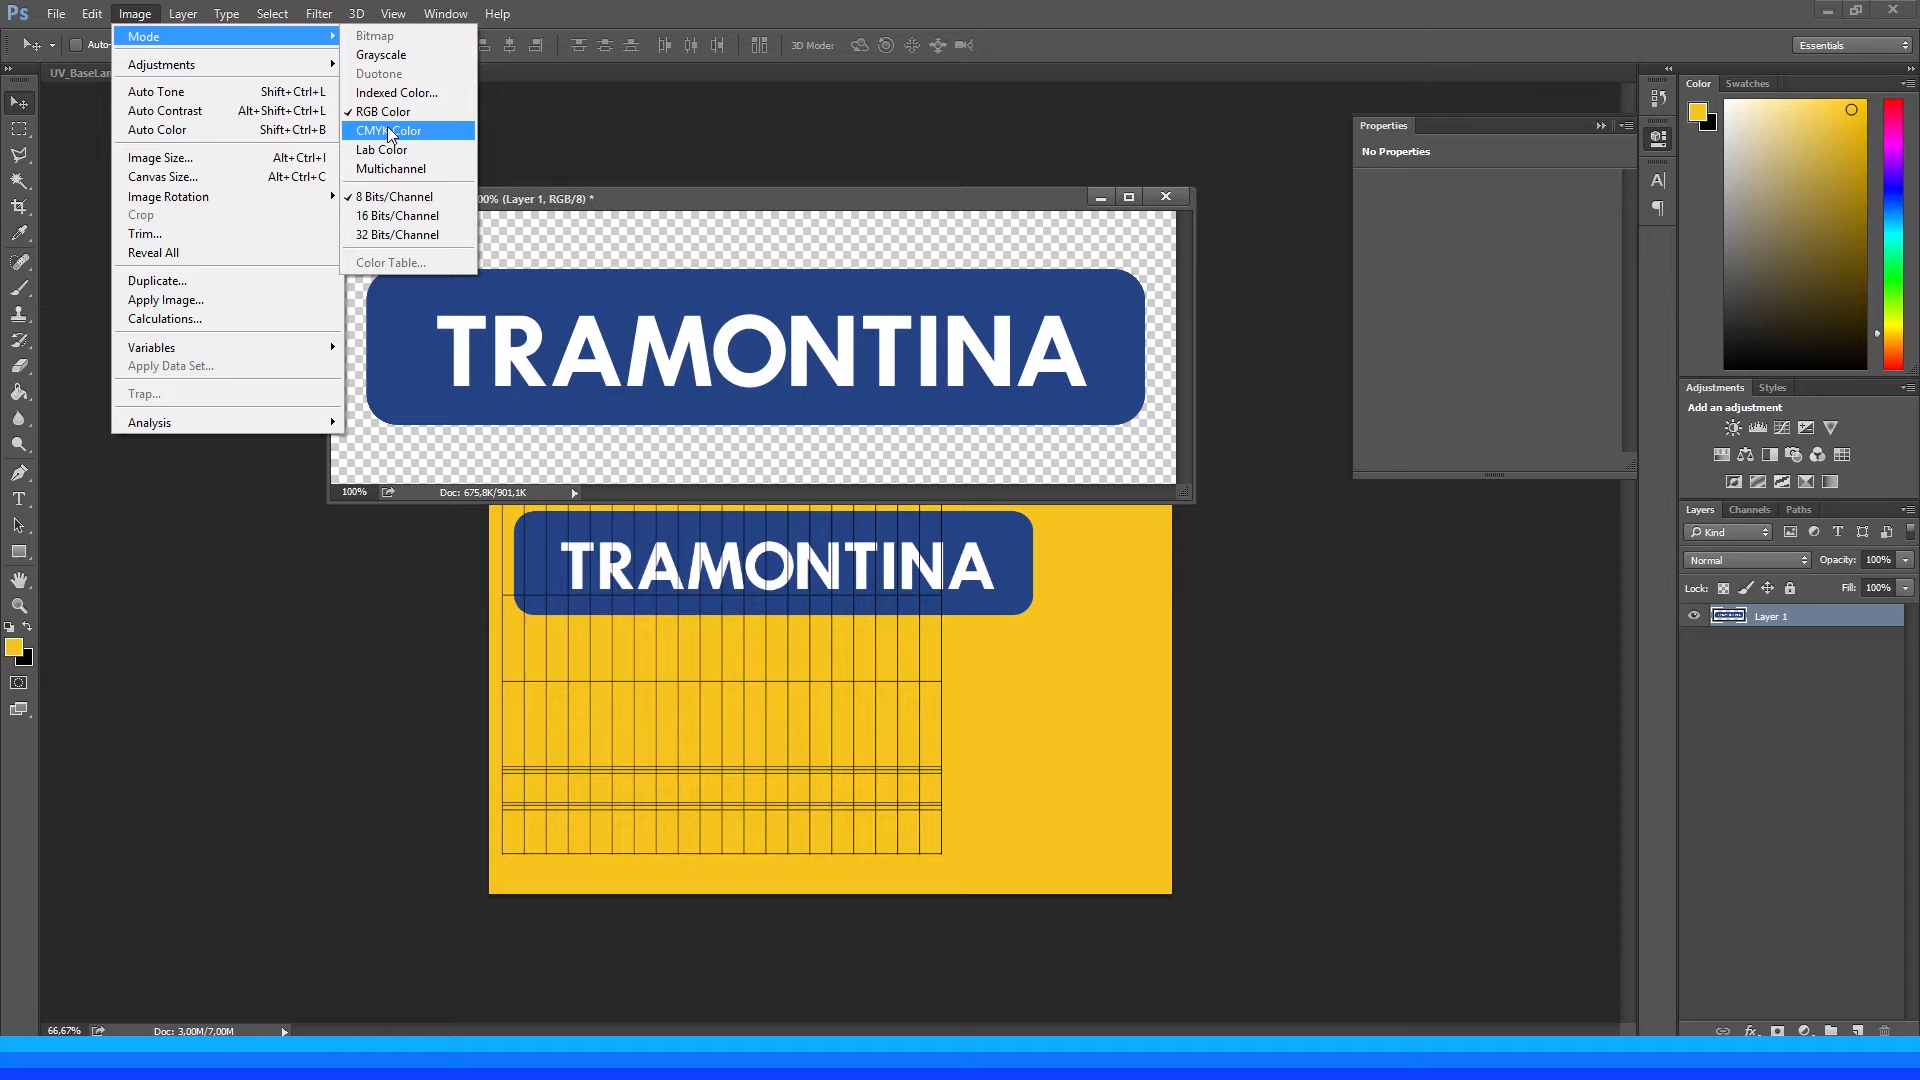 Ps File Edit Image Layer Type Select Filter 3D View Window Help
Auto-
3D Mode:
Essentials
UV_BaseLan
Mode
Adjustments
Auto Tone Shift+Ctrl+L
Auto Contrast Alt+Shift+Ctrl+L
Auto Color Shift+Ctrl+B
Image Size... Alt+Ctrl+I
Canvas Size... Alt+Ctrl+C
Image Rotation
Crop
Trim...
Reveal All
Duplicate...
Apply Image...
Calculations...
Variables
Apply Data Set...
Trap...
Analysis
Bitmap
Grayscale
Duotone
Indexed Color...
RGB Color
CMYK Color
Lab Color
Multichannel
8 Bits/Channel
16 Bits/Channel
32 Bits/Channel
Color Table...
00% (Layer 1, RGB/8) *
TRAMONTINA
100% Doc: 675,8K/901,1K
TRAMONTINA
Properties
No Properties
Color Swatches
Adjustments Styles
Add an adjustment
Layers Channels Paths
Kind
Normal Opacity: 100%
Lock: Fill: 100%
Layer 1
66,67% Doc: 3,00M/7,00M